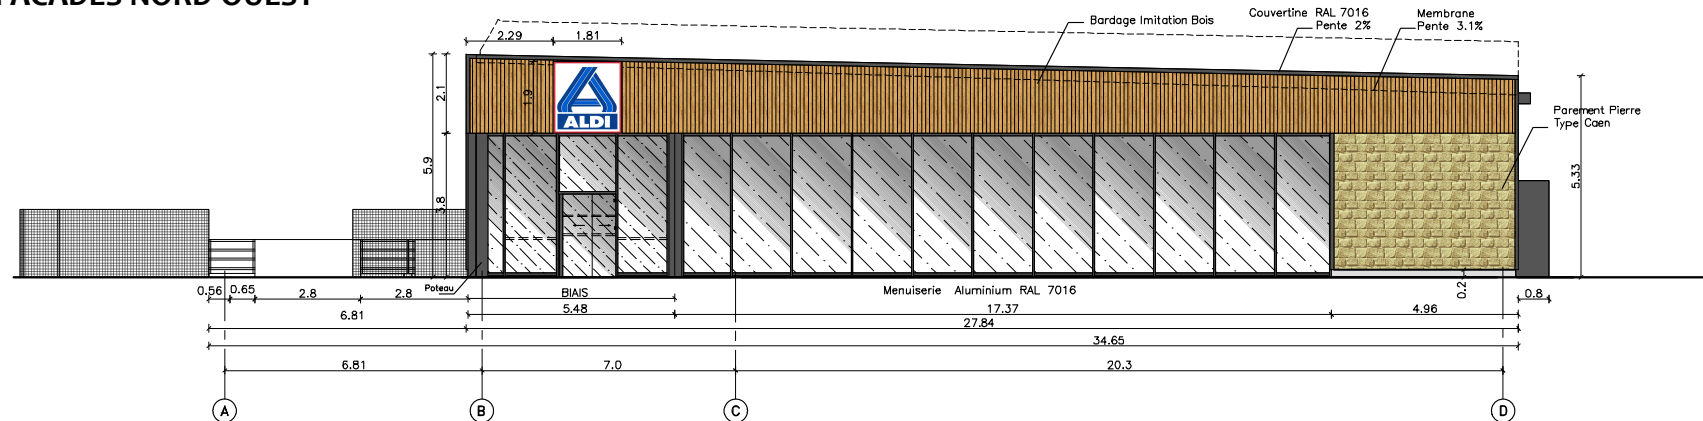 FACADES NORD-OUEST
Bardage Imitation Bois
Couvertine RAL 7016
Pente 2%
Membrane
Pente 3.1%
2.29
1.81
2.1
1.9
ALDI
Parement Pierre
Type Caen
5.9
3.8
5.33
0.56
0.65
2.8
2.8
Poteau
BIAIS
Menuiserie Aluminium RAL 7016
0.2
0.8
6.81
5.48
17.37
4.96
27.84
34.65
6.81
7.0
20.3
A
B
C
D